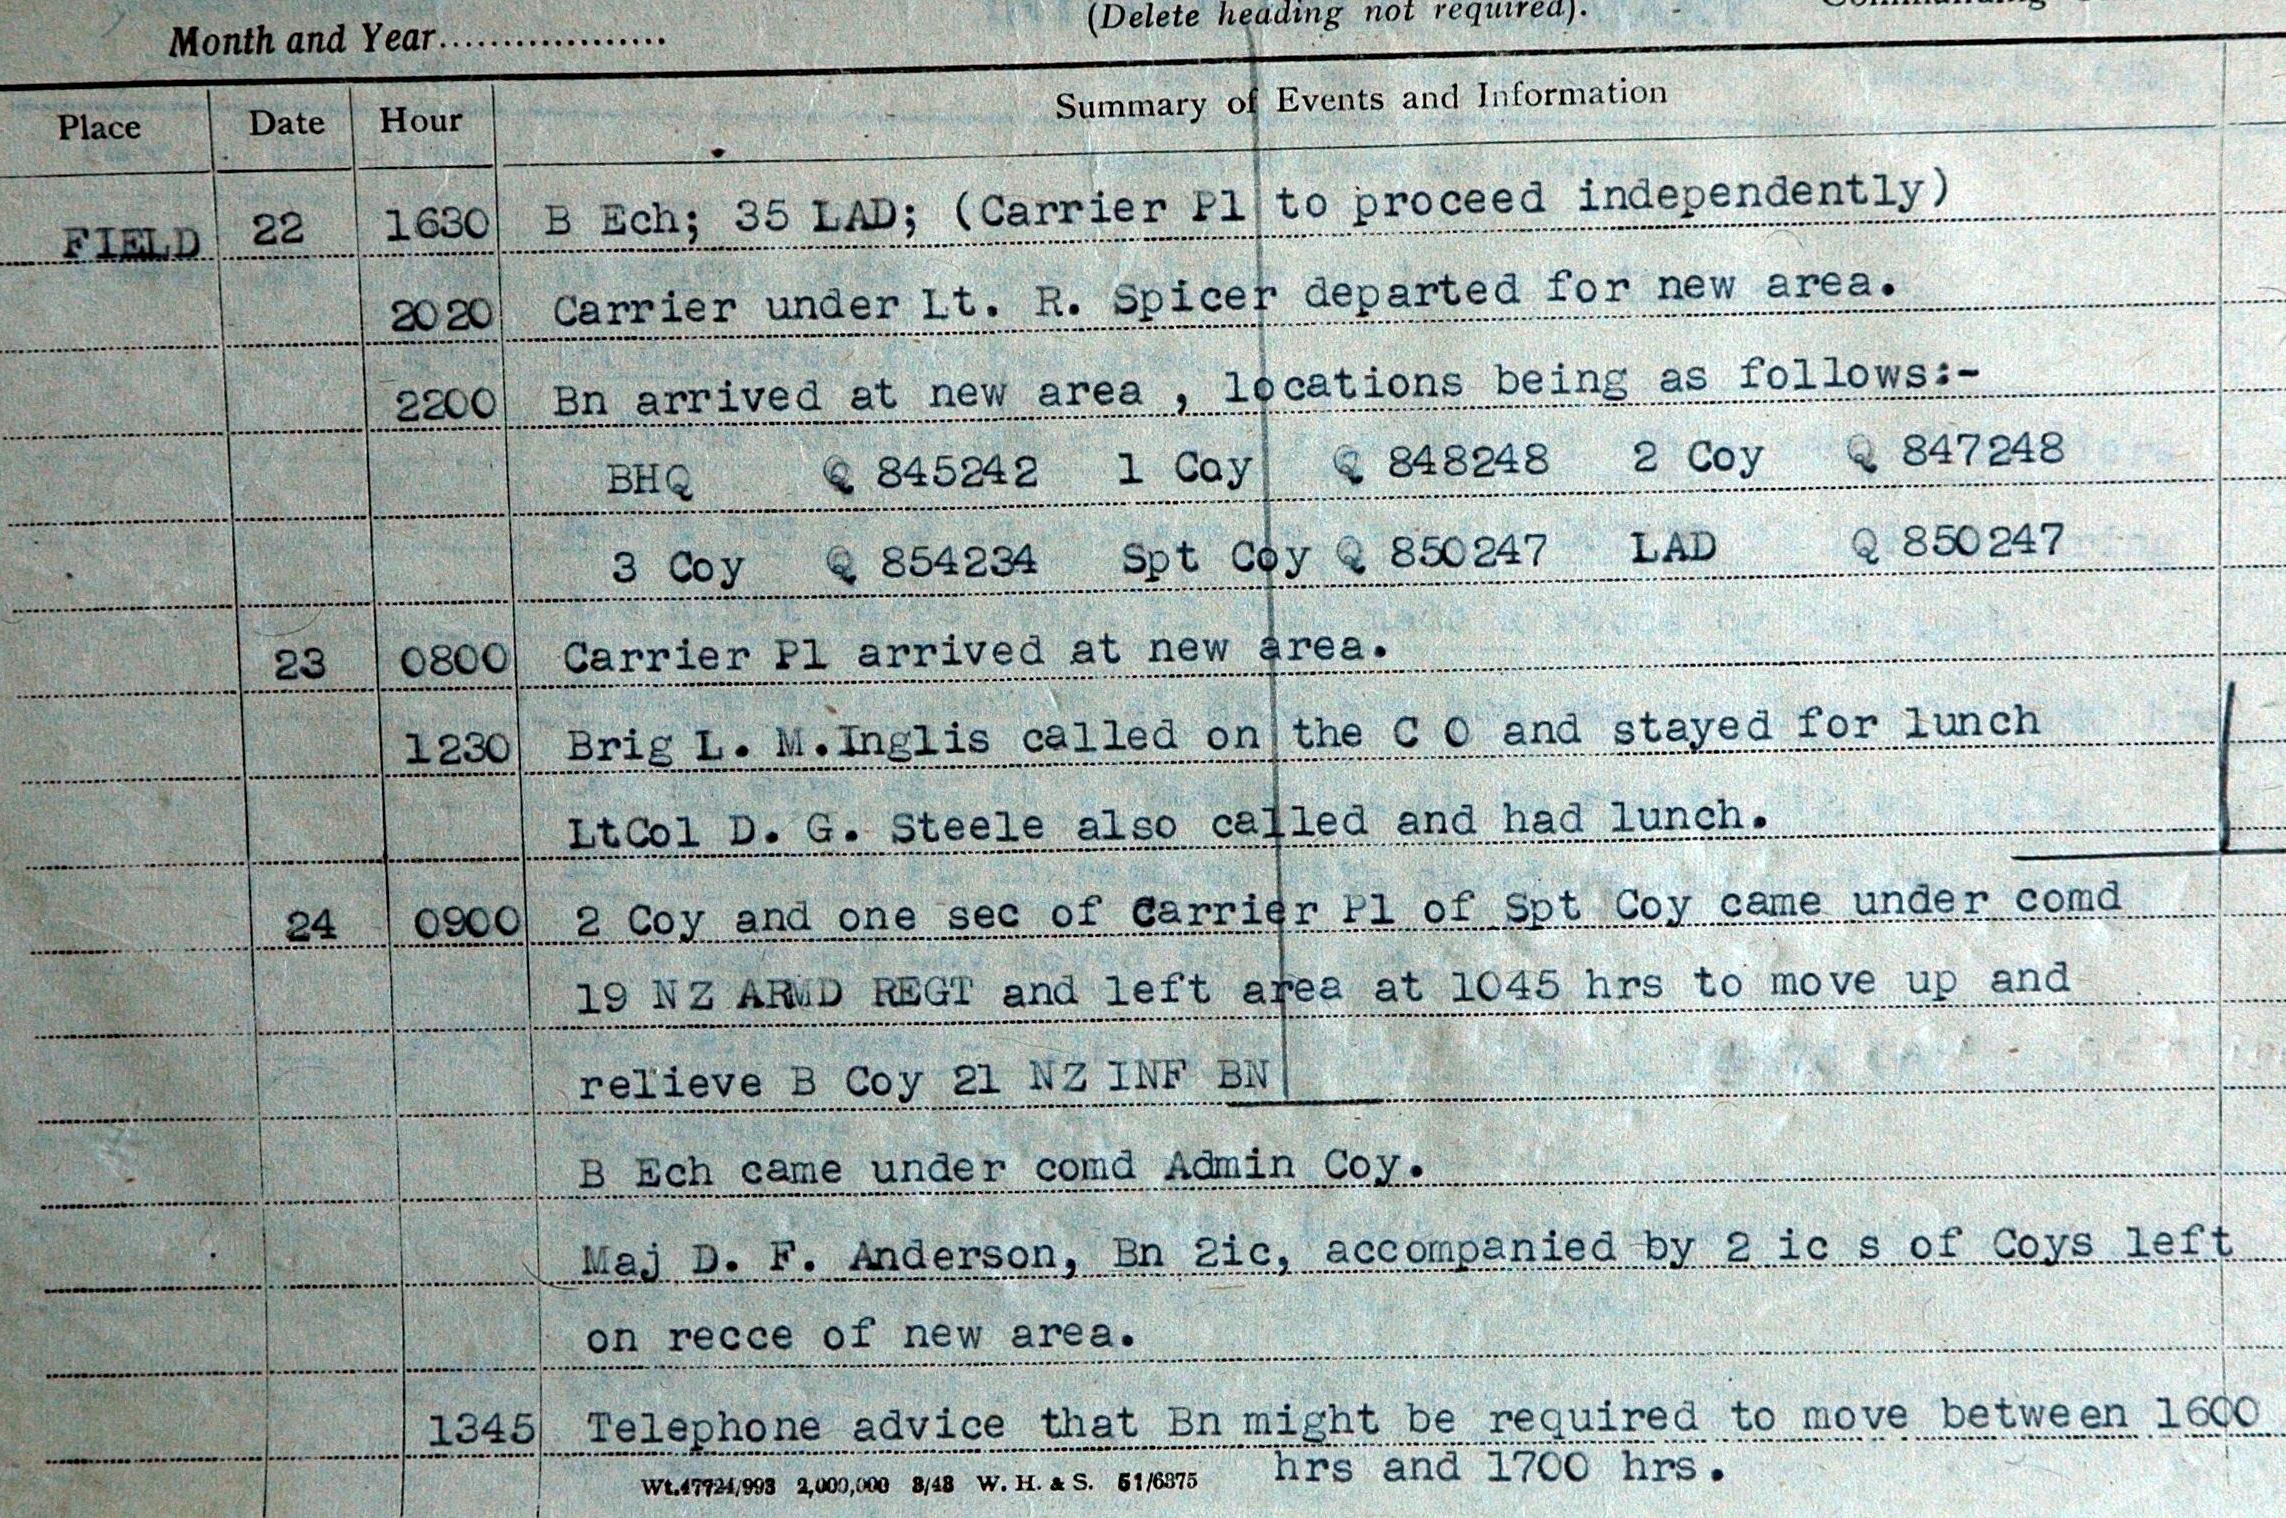 (Delete heading not required).
Month and Year..................
Place Date Hour Summary of Events and Information
FIELD 22 1630 B Ech; 35 LAD; (Carrier Pl to proceed independently)
2020 Carrier under Lt. R. Spicer departed for new area.
2200 Bn arrived at new area , locations being as follows:-
BHQ Q 845242 1 Coy Q 848248 2 Coy Q 847248
3 Coy Q 854234 Spt Coy Q 850247 LAD Q 850247
23 0800 Carrier Pl arrived at new area.
1230 Brig L. M.Inglis called on the C O and stayed for lunch
LtCol D. G. Steele also called and had lunch.
24 0900 2 Coy and one sec of Carrier Pl of Spt Coy came under comd
19 NZ ARMD REGT and left area at 1045 hrs to move up and
relieve B Coy 21 NZ INF BN
B Ech came under comd Admin Coy.
Maj D. F. Anderson, Bn 2ic, accompanied by 2 ic s of Coys left
on recce of new area.
1345 Telephone advice that Bn might be required to move between 1600
hrs and 1700 hrs.
Wt.47724/993 2,000,000 3/43 W. H. & S. 51/6375